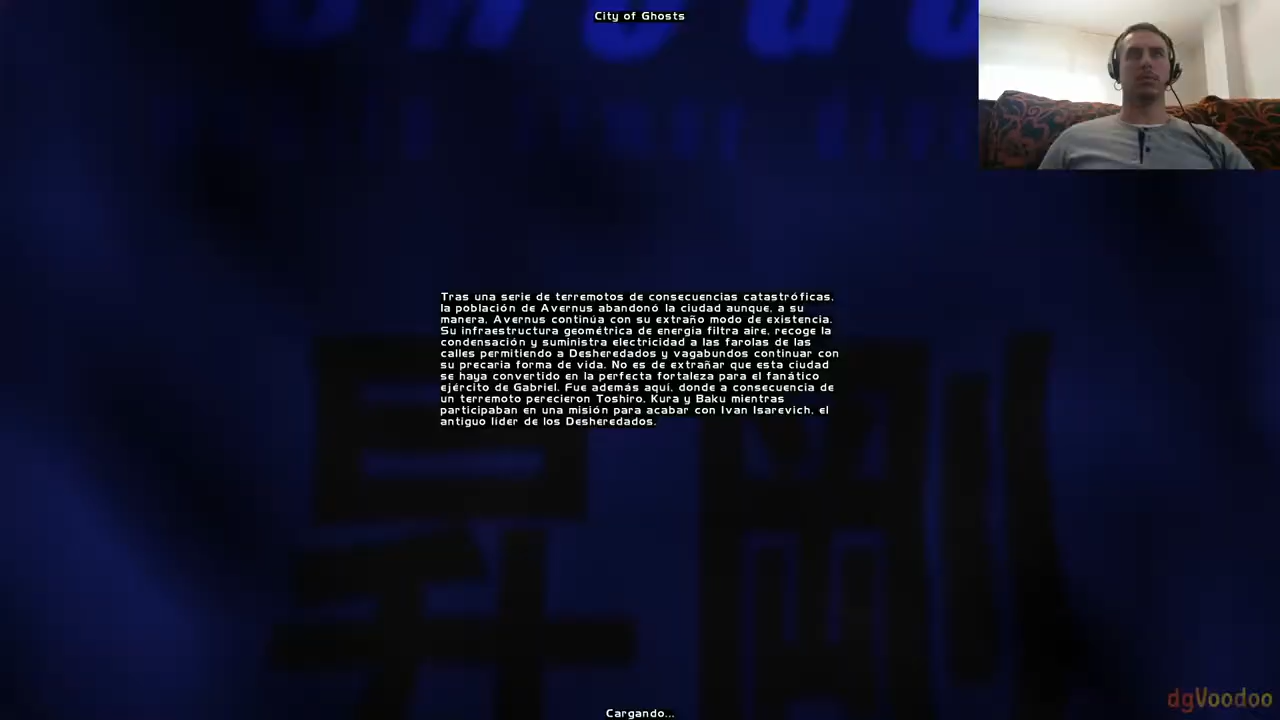 City of Ghosts
Tras una serie de terremotos de consecuencias catastróficas,
la población de Avernus abandonó la ciudad aunque, a su
manera, Avernus continúa con su extraño modo de existencia.
Su infraestructura geométrica de energía filtra aire, recoge la
condensación y suministra electricidad a las farolas de las
calles permitiendo a Desheredados y vagabundos continuar con
su precaria forma de vida. No es de extrañar que esta ciudad
se haya convertido en la perfecta fortaleza para el fanático
ejército de Gabriel. Fue además aquí, donde a consecuencia de
un terremoto perecieron Toshiro, Kura y Baku mientras
participaban en una misión para acabar con Ivan Isarevich, el
antiguo líder de los Desheredados.
Cargando...
dgVoodoo